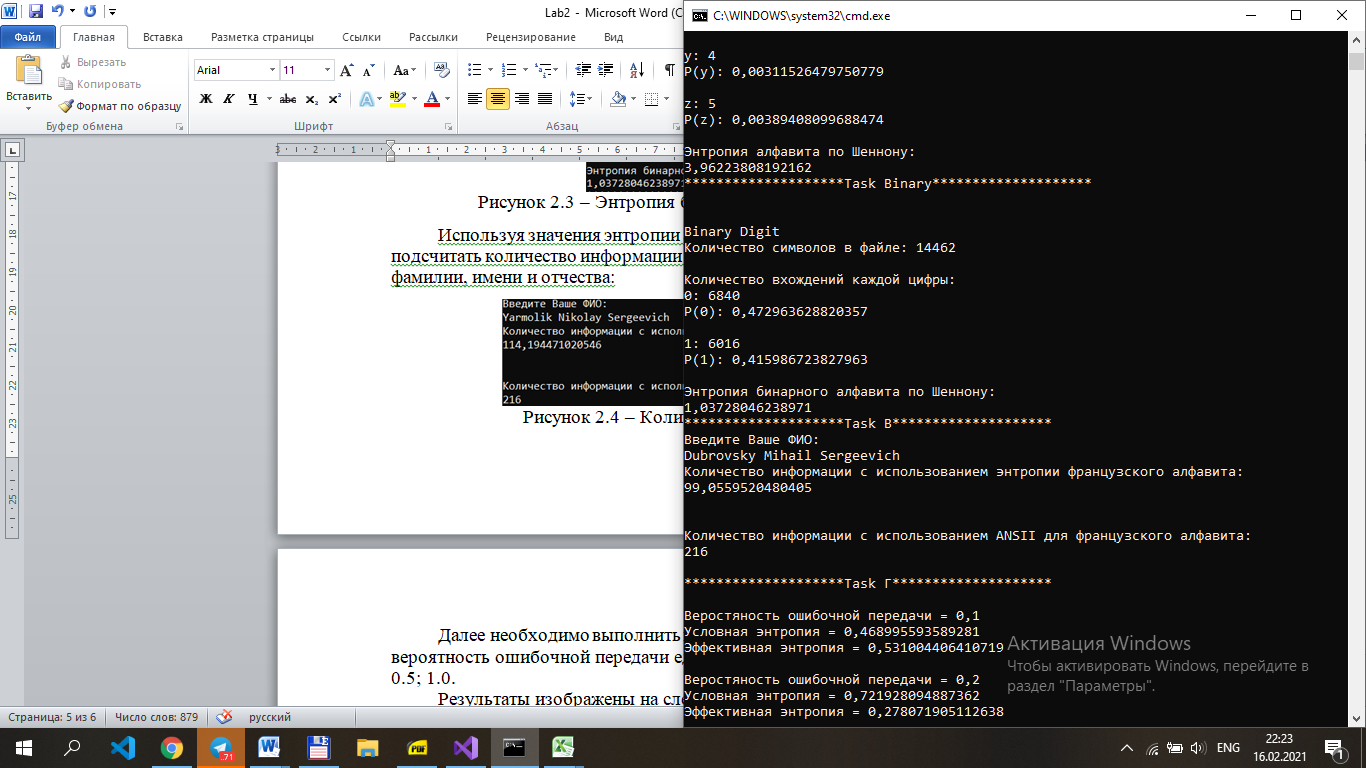 Lab2 - Microsoft Word (С
Файл
Главная
Вставка
Разметка страницы
Ссылки
Рассылки
Рецензирование
Вид
Вставить
Вырезать
Копировать
Формат по образцу
Буфер обмена
Arial
11
Шрифт
Абзац
Энтропия бинарно
1,03728046238971
Рисунок 2.3 – Энтропия б
Используя значения энтропии
подсчитать количество информации
фамилии, имени и отчества:
Введите Ваше ФИО:
Yarmolik Nikolay Sergeevich
Количество информации с исполь
114,194471020546
Количество информации с исполь
216
Рисунок 2.4 – Коли
Далее необходимо выполнить
вероятность ошибочной передачи е
0.5; 1.0.
Результаты изображены на сле
Страница: 5 из 6
Число слов: 879
русский
C:\WINDOWS\system32\cmd.exe
y: 4
P(y): 0,00311526479750779
z: 5
P(z): 0,00389408099688474
Энтропия алфавита по Шеннону:
3,96223808192162
********************Task Binary********************
Binary Digit
Количество символов в файле: 14462
Количество вхождений каждой цифры:
0: 6840
P(0): 0,472963628820357
1: 6016
P(1): 0,415986723827963
Энтропия бинарного алфавита по Шеннону:
1,03728046238971
********************Task В********************
Введите Ваше ФИО:
Dubrovsky Mihail Sergeevich
Количество информации с использованием энтропии французского алфавита:
99,0559520480405
Количество информации с использованием ANSII для французского алфавита:
216
********************Task Г********************
Веростяность ошибочной передачи = 0,1
Условная энтропия = 0,468995593589281
Эффективная энтропия = 0,531004406410719
Веростяность ошибочной передачи = 0,2
Условная энтропия = 0,721928094887362
Эффективная энтропия = 0,278071905112638
Активация Windows
Чтобы активировать Windows, перейдите в
раздел "Параметры".
71
PDF
ENG
22:23
16.02.2021
1